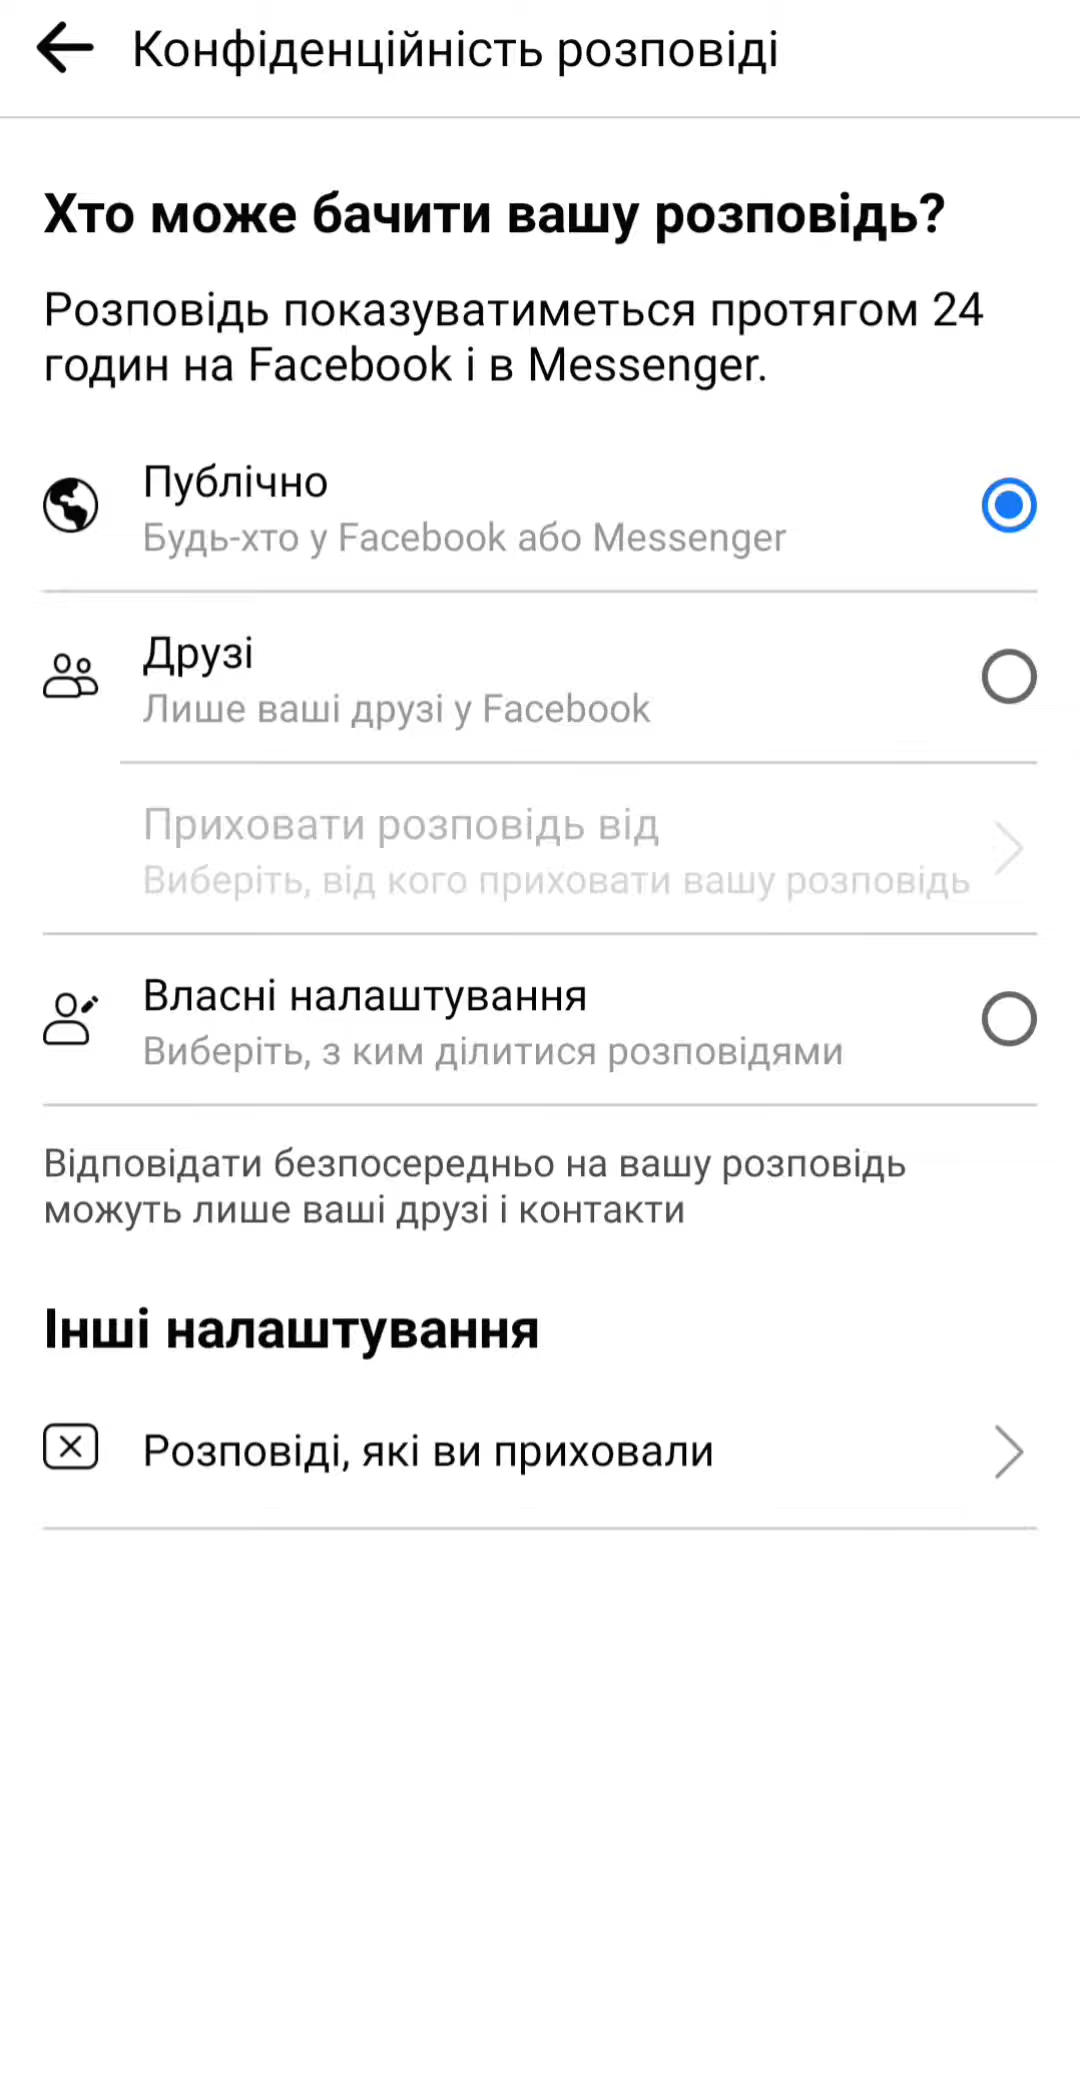 Конфіденційність розповіді
Хто може бачити вашу розповідь?
Розповідь показуватиметься протягом 24
годин на Facebook і в Messenger.
Публічно
Будь-хто у Facebook або Messenger
Друзі
Лише ваші друзі у Facebook
Приховати розповідь від
Виберіть, від кого приховати вашу розповідь
Власні налаштування
Виберіть, з ким ділитися розповідями
Відповідати безпосередньо на вашу розповідь
можуть лише ваші друзі і контакти
Інші налаштування
Розповіді, які ви приховали